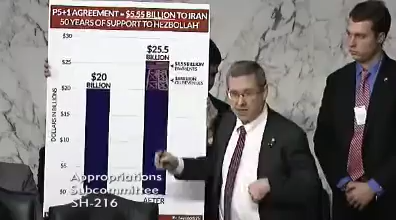 P5+1 AGREEMENT = $5.55 BILLION TO IRAN
50 YEARS OF SUPPORT TO HEZBOLLAH
$30
$25
$20
$15
$10
$5
$0
DOLLARS IN BILLIONS
$20
BILLION
$25.5
BILLION
AFTER
Appropriations
Subcommittee
SH-216